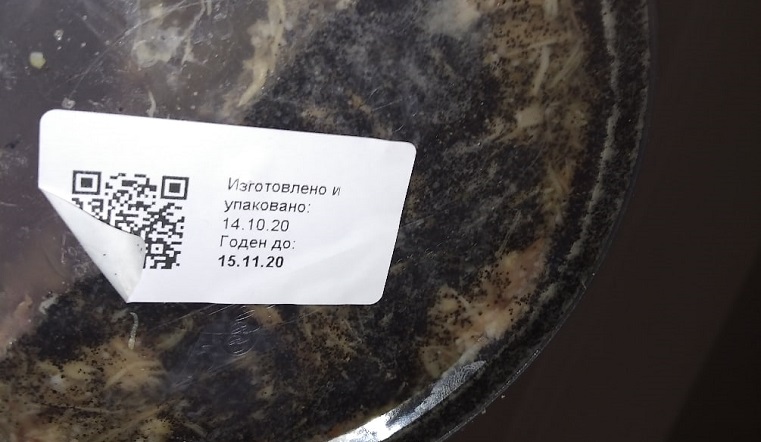 Изготовлено и
упаковано:
14.10.20
Годен до:
15.11.20